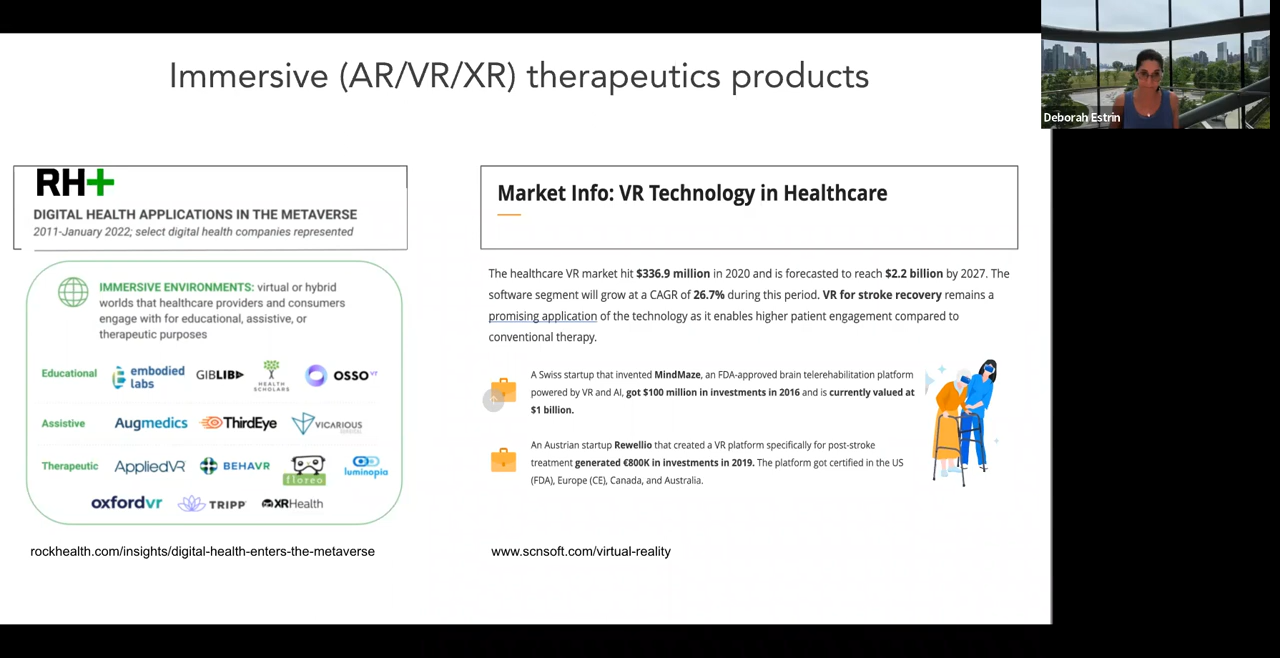 Immersive (AR/VR/XR) therapeutics products
Deborah Estrin
RH+
DIGITAL HEALTH APPLICATIONS IN THE METAVERSE
2011-January 2022; select digital health companies represented
IMMERSIVE ENVIRONMENTS: virtual or hybrid
worlds that healthcare providers and consumers
engage with for educational, assistive, or
therapeutic purposes
Educational embodied labs GIBLIB HEALTH SCHOLARS OSSO VR
Assistive Augmedics ThirdEye VICARIOUS
Therapeutic AppliedVR BEHAVR floreo luminopia
oxfordvr TRIPP XRHealth
rockhealth.com/insights/digital-health-enters-the-metaverse
Market Info: VR Technology in Healthcare
The healthcare VR market hit $336.9 million in 2020 and is forecasted to reach $2.2 billion by 2027. The
software segment will grow at a CAGR of 26.7% during this period. VR for stroke recovery remains a
promising application of the technology as it enables higher patient engagement compared to
conventional therapy.
A Swiss startup that invented MindMaze, an FDA-approved brain telerehabilitation platform
powered by VR and AI, got $100 million in investments in 2016 and is currently valued at
$1 billion.
An Austrian startup Rewellio that created a VR platform specifically for post-stroke
treatment generated €800K in investments in 2019. The platform got certified in the US
(FDA), Europe (CE), Canada, and Australia.
www.scnsoft.com/virtual-reality